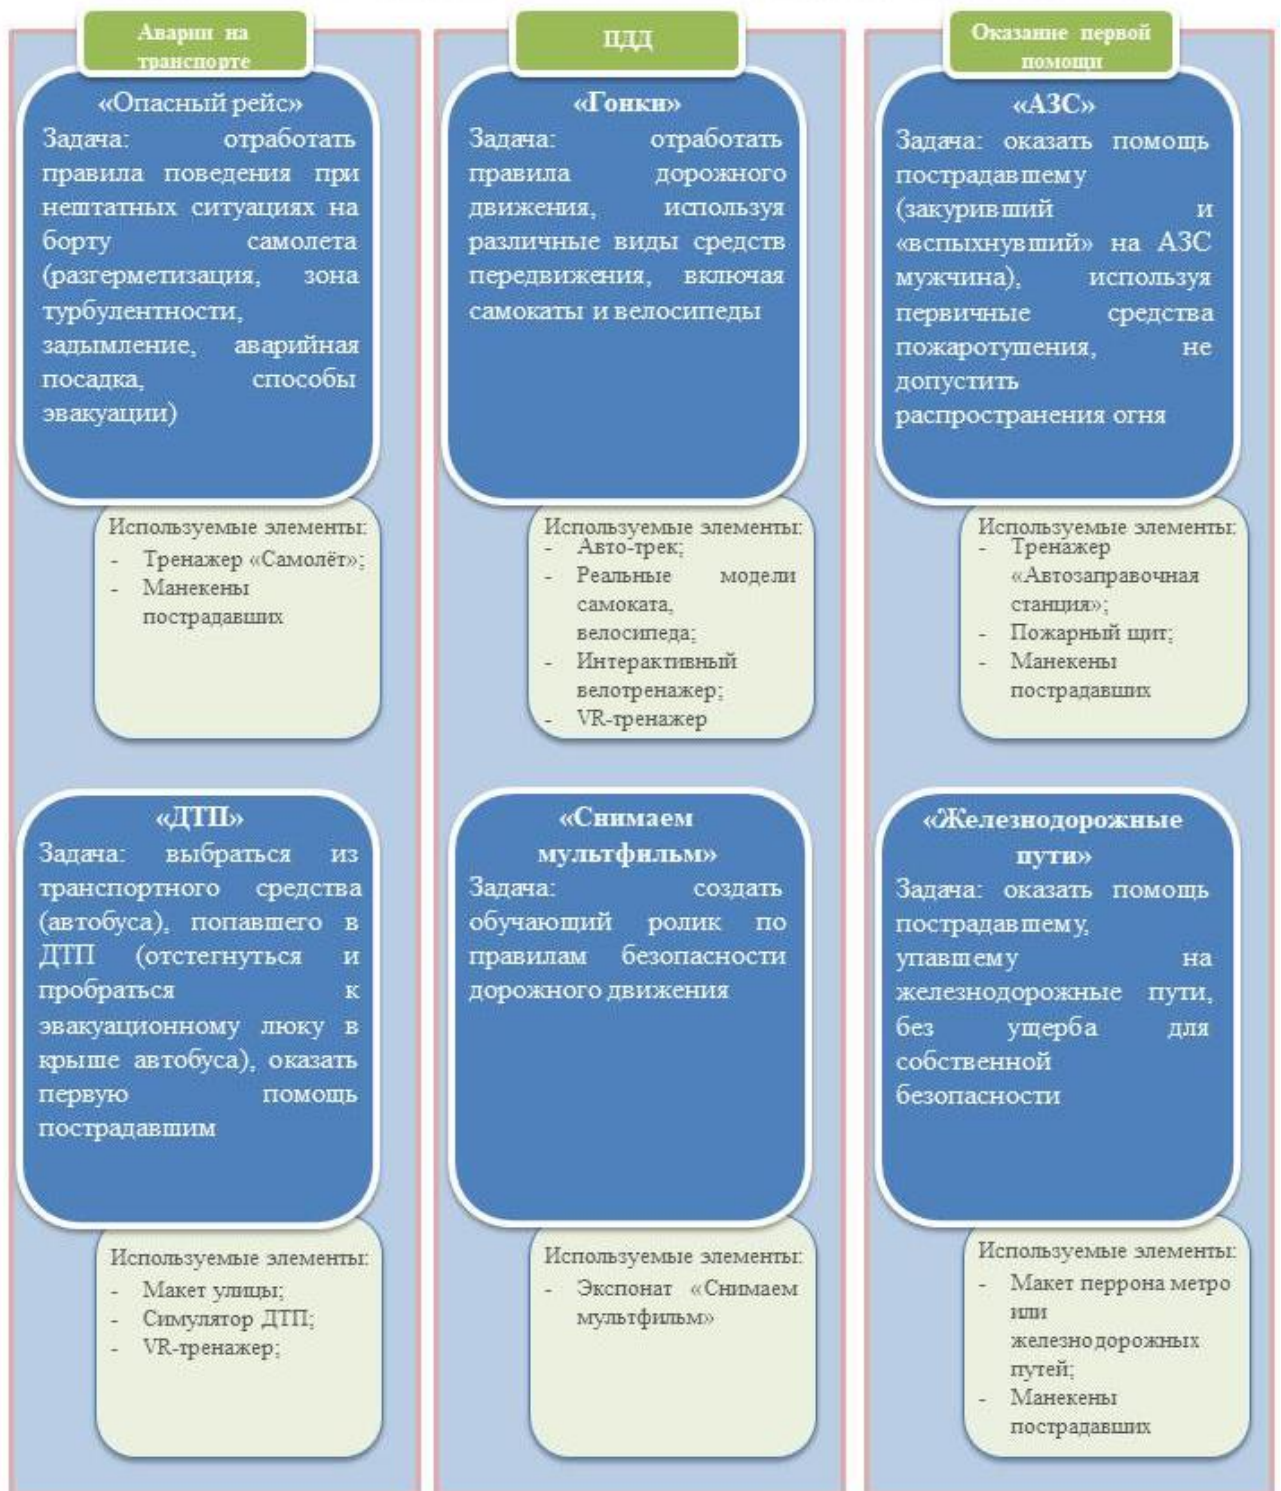 Аварии на
транспорте
«Опасный рейс»
Задача: отработать
правила поведения при
нештатных ситуациях на
борту самолета
(разгерметизация, зона
турбулентности,
задымление, аварийная
посадка, способы
эвакуации)
Используемые элементы:
- Тренажер «Самолёт»;
- Манекены
пострадавших
«ДТП»
Задача: выбраться из
транспортного средства
(автобуса), попавшего в
ДТП (отстегнуться и
пробраться к
эвакуационному люку в
крыше автобуса), оказать
первую помощь
пострадавшим
Используемые элементы:
- Макет улицы;
- Симулятор ДТП;
- VR-тренажер;
ПДД
«Гонки»
Задача: отработать
правила дорожного
движения, используя
различные виды средств
передвижения, включая
самокаты и велосипеды
Используемые элементы:
- Авто-трек;
- Реальные модели
самоката,
велосипеда;
- Интерактивный
велотренажер;
- VR-тренажер
«Снимаем
мультфильм»
Задача: создать
обучающий ролик по
правилам безопасности
дорожного движения
Используемые элементы:
- Экспонат «Снимаем
мультфильм»
Оказание первой
помощи
«АЗС»
Задача: оказать помощь
пострадавшему
(закуривший и
«вспыхнувший» на АЗС
мужчина), используя
первичные средства
пожаротушения, не
допустить
распространения огня
Используемые элементы:
- Тренажер
«Автозаправочная
станция»;
- Пожарный щит;
- Манекены
пострадавших
«Железнодорожные
пути»
Задача: оказать помощь
пострадавшему,
упавшему на
железнодорожные пути,
без ущерба для
собственной
безопасности
Используемые элементы:
- Макет перрона метро
или
железнодорожных
путей;
- Манекены
пострадавших